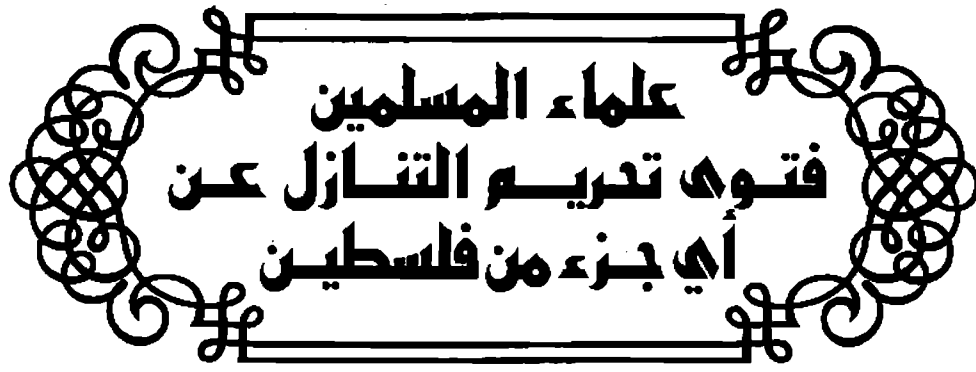 علماء المسلمين
فتوى تحريم التنازل عن
أي جزء من فلسطين